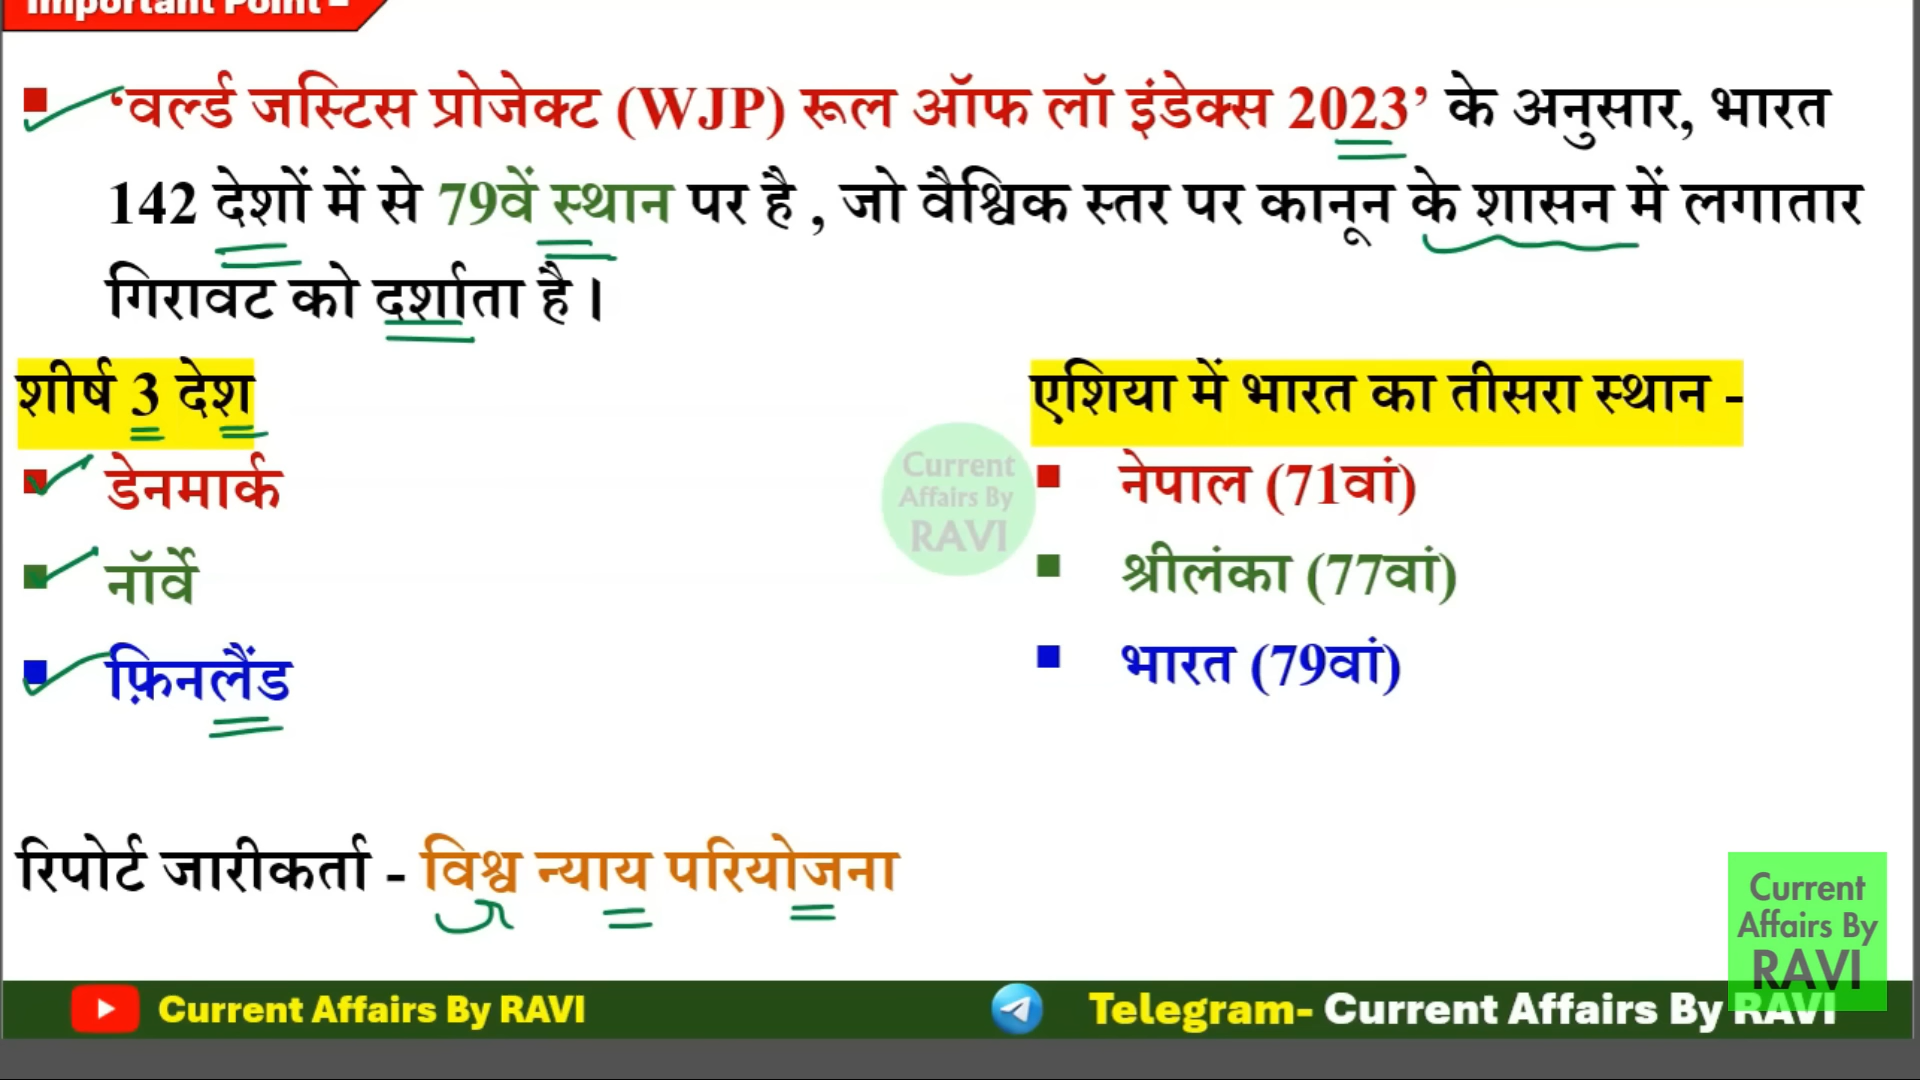 Important Point –
‘वर्ल्ड जस्टिस प्रोजेक्ट (WJP) रूल ऑफ लॉ इंडेक्स 2023’ के अनुसार, भारत
142 देशों में से 79वें स्थान पर है , जो वैश्विक स्तर पर कानून के शासन में लगातार
गिरावट को दर्शाता है।
शीर्ष 3 देश
डेनमार्क
नॉर्वे
फ़िनलैंड
एशिया में भारत का तीसरा स्थान -
नेपाल (71वां)
श्रीलंका (77वां)
भारत (79वां)
Current
Affairs By
RAVI
रिपोर्ट जारीकर्ता - विश्व न्याय परियोजना
Current
Affairs By
RAVI
Current Affairs By RAVI
Telegram- Current Affairs By RAVI